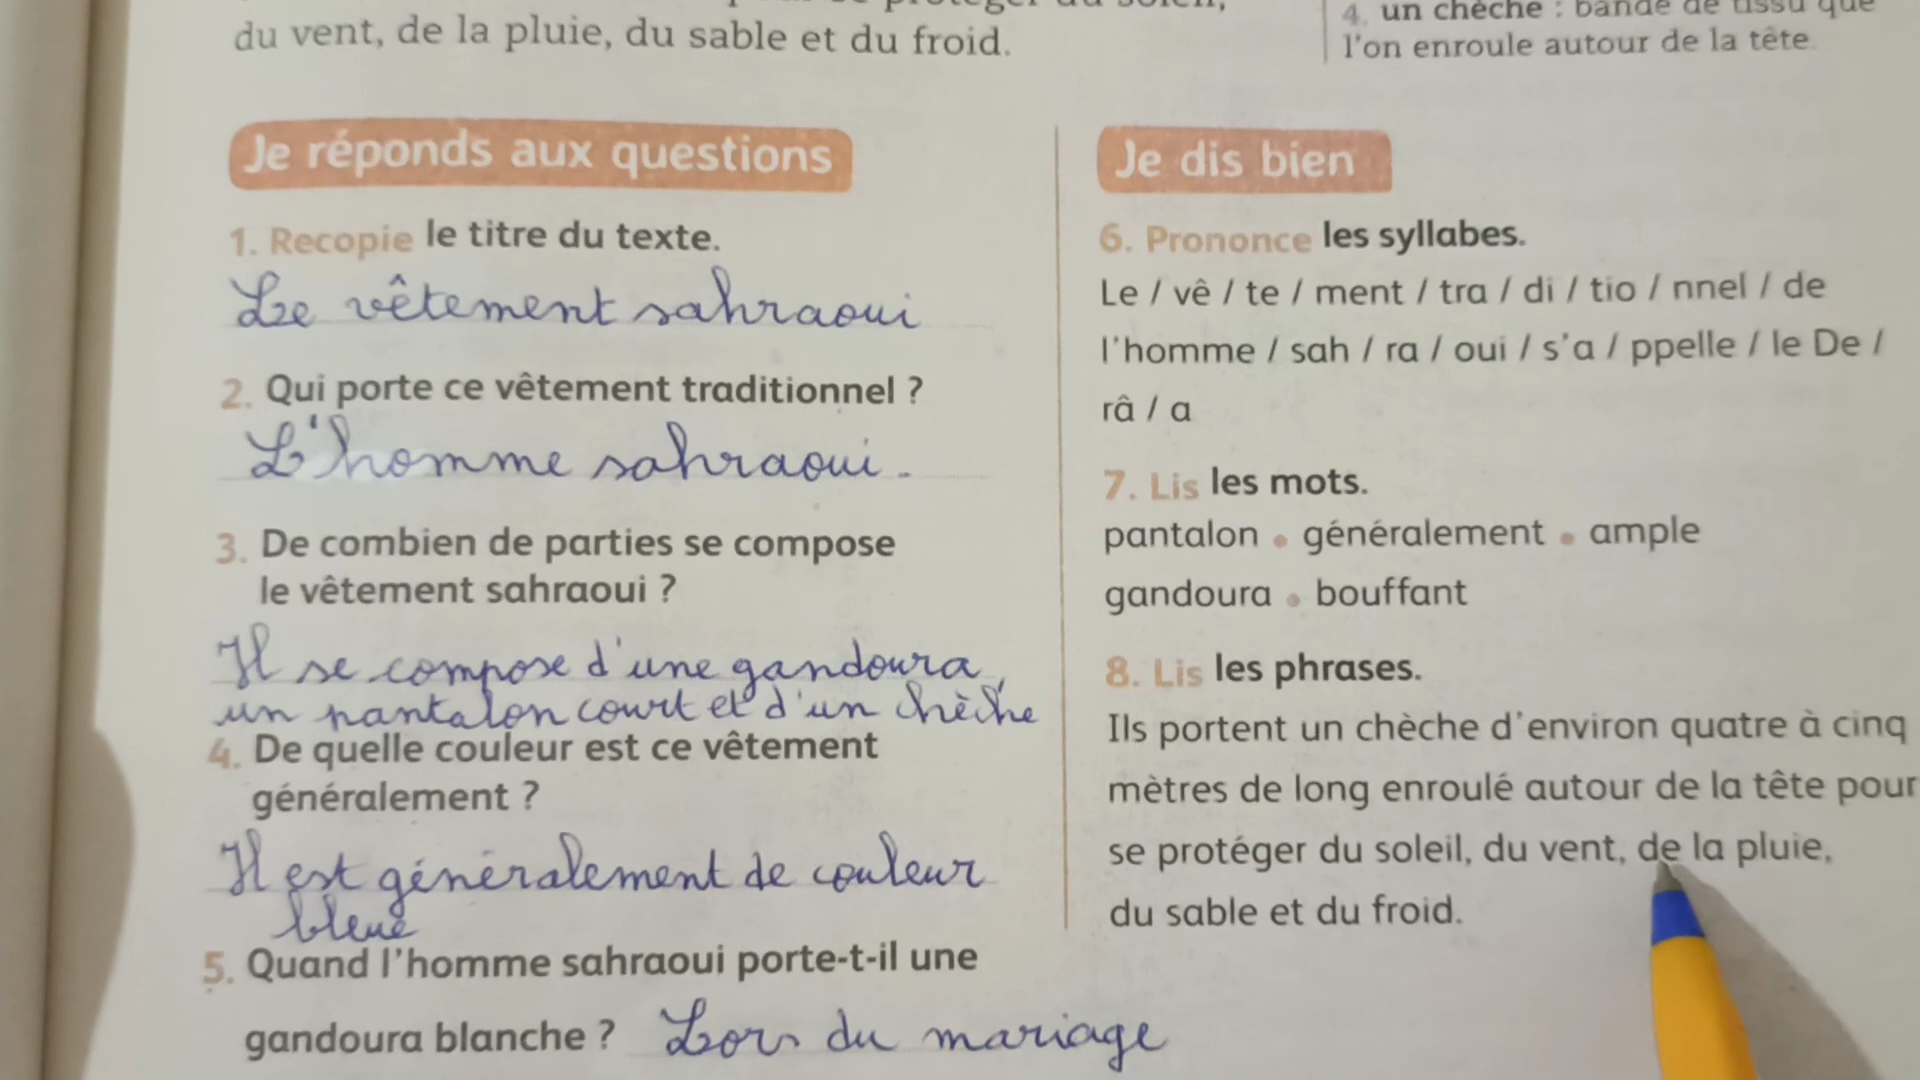 du vent, de la pluie, du sable et du froid.
4. un chèche : bande de tissu que
l'on enroule autour de la tête.
Je réponds aux questions
1. Recopie le titre du texte.
Le vêtement sahraoui
2. Qui porte ce vêtement traditionnel ?
L'homme sahraoui.
3. De combien de parties se compose
le vêtement sahraoui ?
Il se compose d'une gandoura,
un pantalon court et d'un chèche
4. De quelle couleur est ce vêtement
généralement ?
Il est généralement de couleur
bleue
5. Quand l'homme sahraoui porte-t-il une
gandoura blanche ? Lors du mariage
Je dis bien
6. Prononce les syllabes.
Le / vê / te / ment / tra / di / tio / nnel / de
l'homme / sah / ra / oui / s'a / ppelle / le De /
râ / a
7. Lis les mots.
pantalon • généralement • ample
gandoura • bouffant
8. Lis les phrases.
Ils portent un chèche d'environ quatre à cinq
mètres de long enroulé autour de la tête pour
se protéger du soleil, du vent, de la pluie,
du sable et du froid.